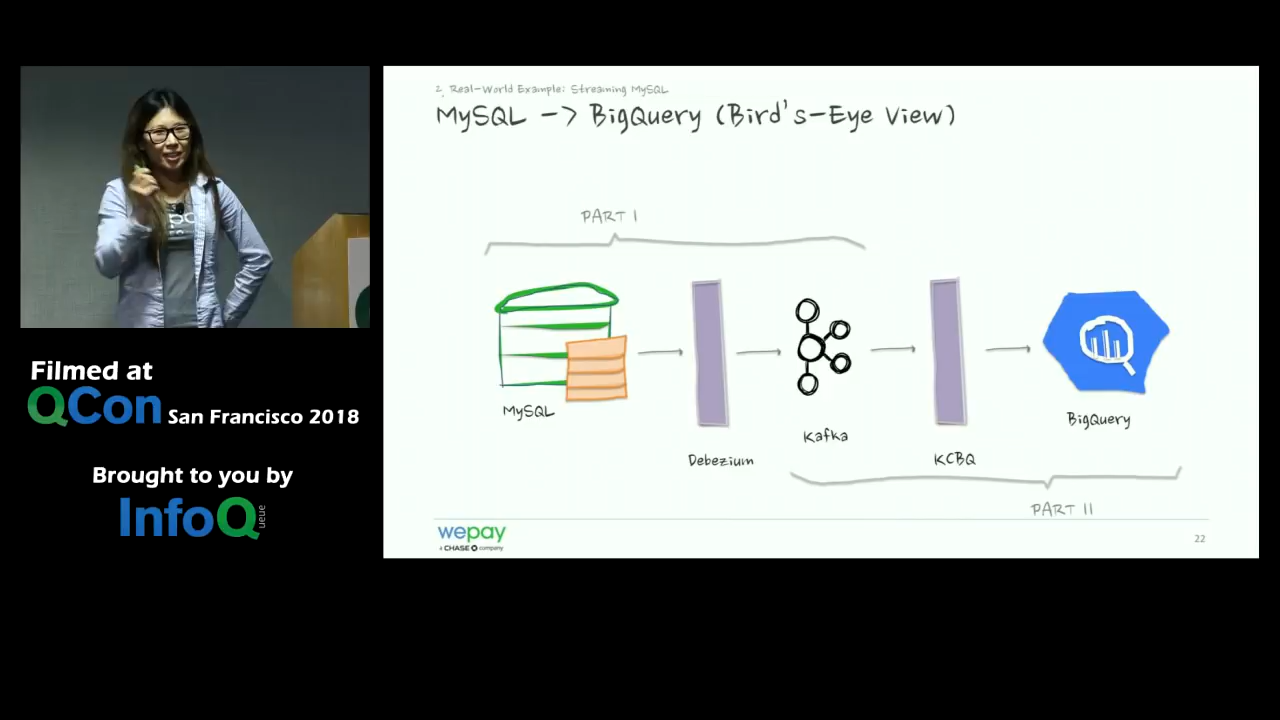 2. Real-World Example: Streaming MySQL
MySQL -> BigQuery (Bird's-Eye View)
PART I
MySQL
Debezium
Kafka
KCBQ
BigQuery
PART II
wepay
a CHASE company
22
Filmed at
QCon San Francisco 2018
Brought to you by
InfoQ
ueue